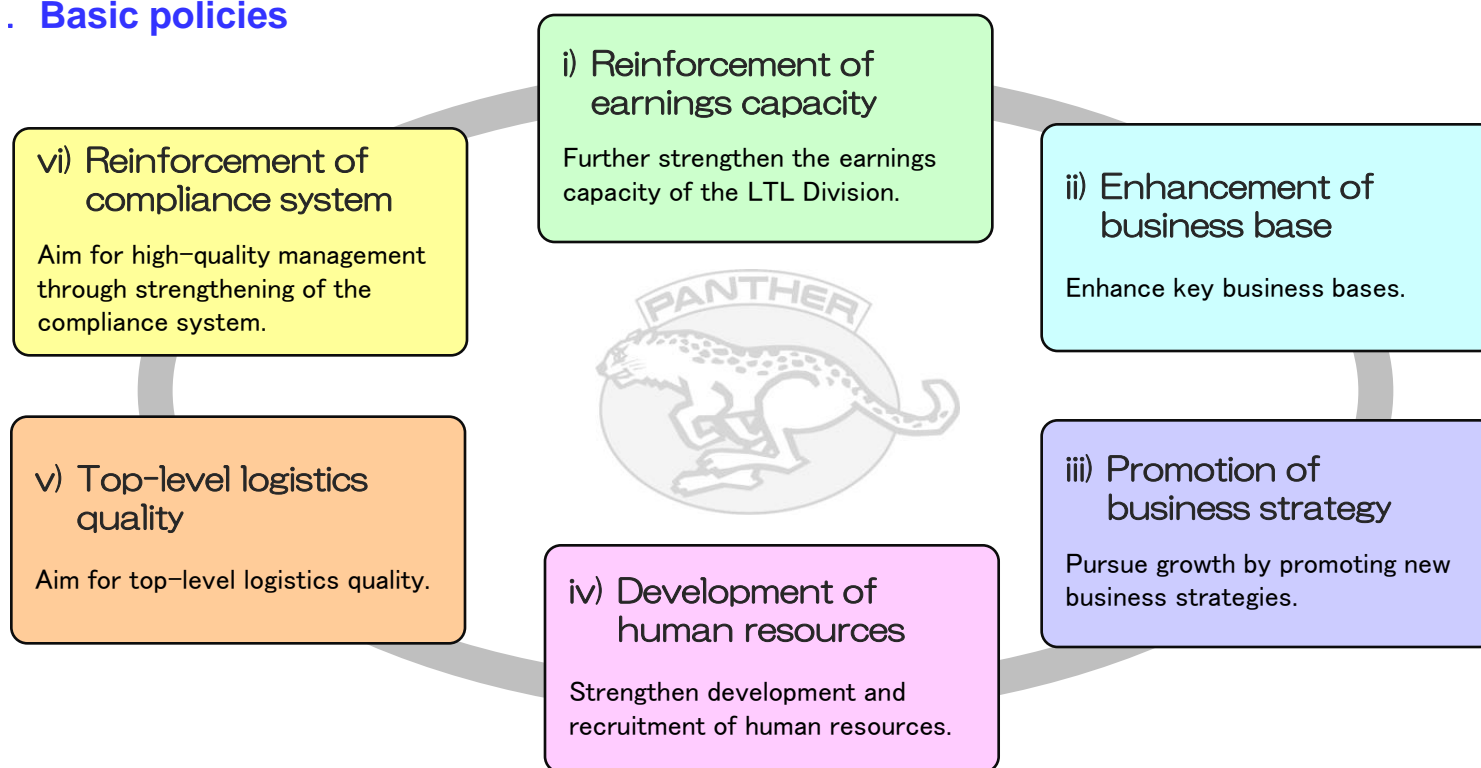 . Basic policies
i) Reinforcement of
earnings capacity
Further strengthen the earnings
capacity of the LTL Division.
ii) Enhancement of
business base
Enhance key business bases.
iii) Promotion of
business strategy
Pursue growth by promoting new
business strategies.
iv) Development of
human resources
Strengthen development and
recruitment of human resources.
v) Top-level logistics
quality
Aim for top-level logistics quality.
vi) Reinforcement of
compliance system
Aim for high-quality management
through strengthening of the
compliance system.
PANTHER